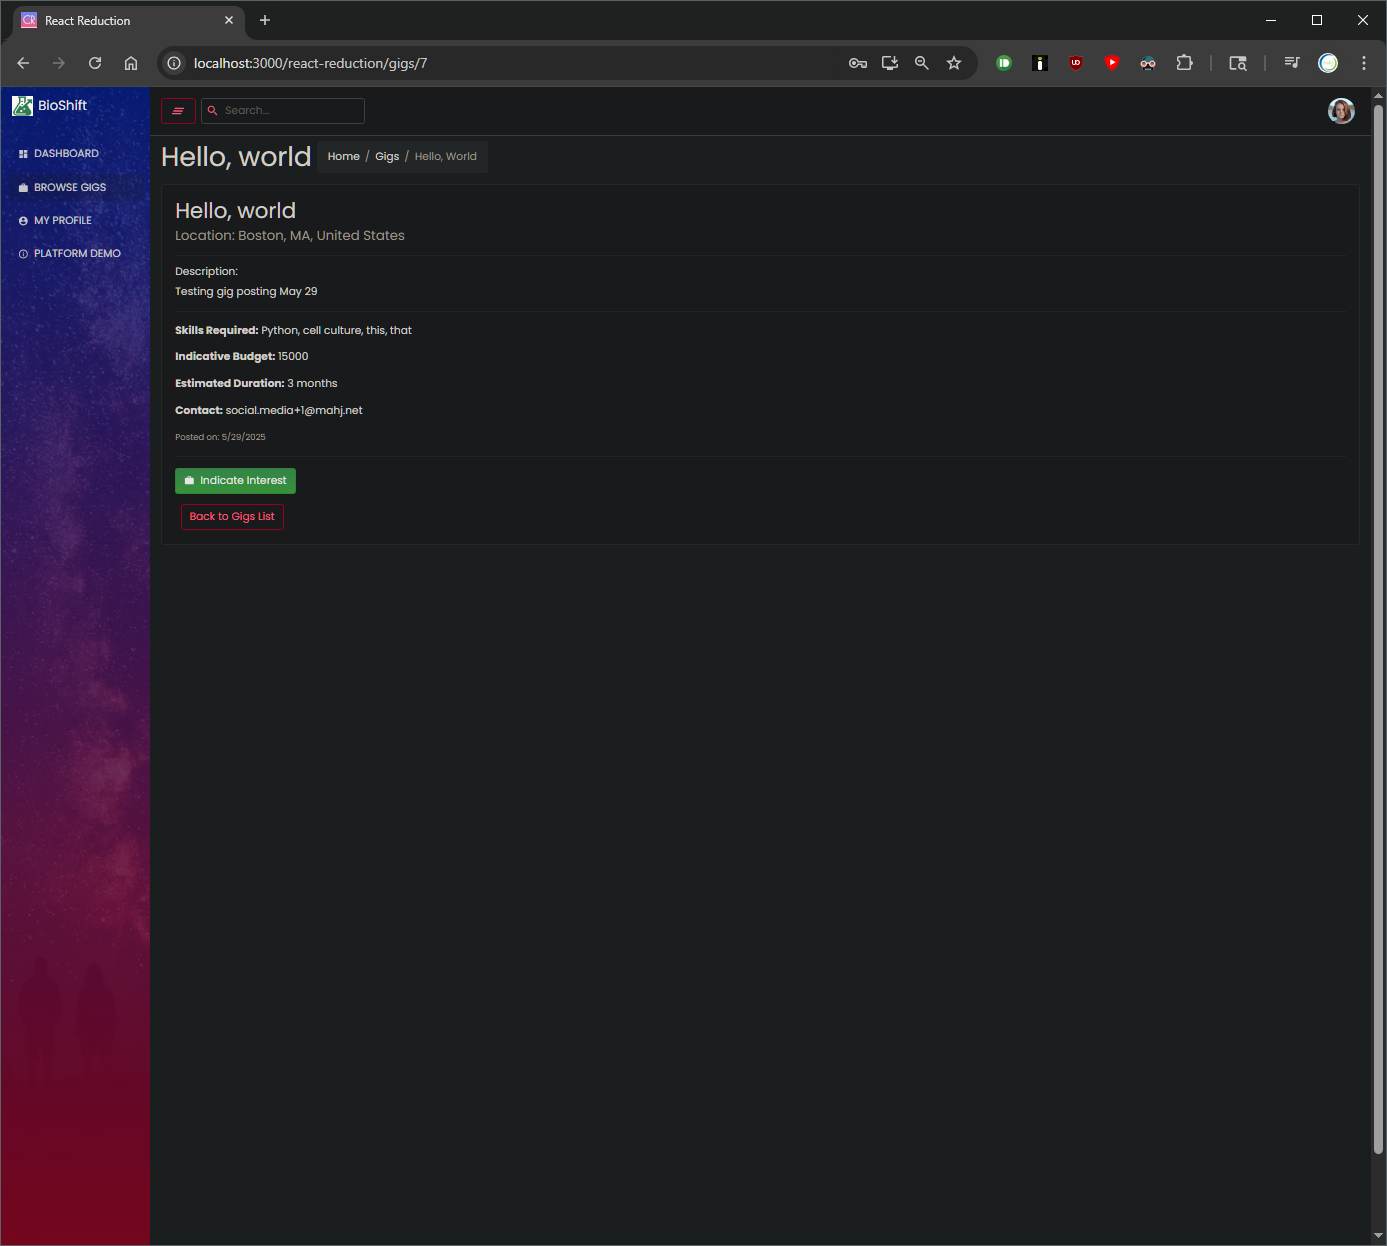 React Reduction
localhost:3000/react-reduction/gigs/7
BioShift
Search...
DASHBOARD
BROWSE GIGS
MY PROFILE
PLATFORM DEMO
Hello, world
Home / Gigs / Hello, World
Hello, world
Location: Boston, MA, United States
Description:
Testing gig posting May 29
Skills Required: Python, cell culture, this, that
Indicative Budget: 15000
Estimated Duration: 3 months
Contact: social.media+1@mahj.net
Posted on: 5/29/2025
Indicate Interest
Back to Gigs List